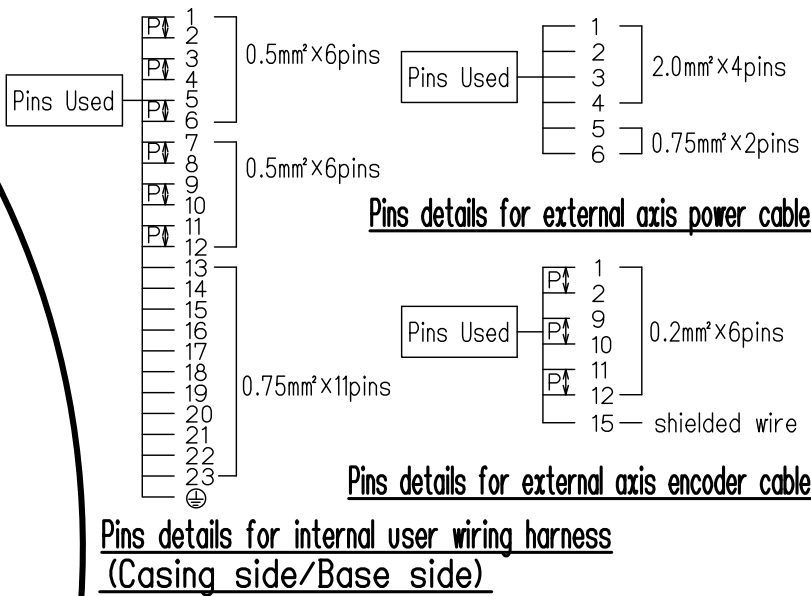 Pins Used
P 1
2
P 3
4
P 5
6
0.5mm²×6pins
P 7
8
P 9
10
P 11
12
0.5mm²×6pins
13
14
15
16
17
18
19
20
21
22
23
0.75mm²×11pins
Pins details for internal user wiring harness
(Casing side/Base side)
Pins Used
1
2
3
4
2.0mm²×4pins
5
6
0.75mm²×2pins
Pins details for external axis power cable
Pins Used
P 1
2
P 9
10
P 11
12
0.2mm²×6pins
15 shielded wire
Pins details for external axis encoder cable